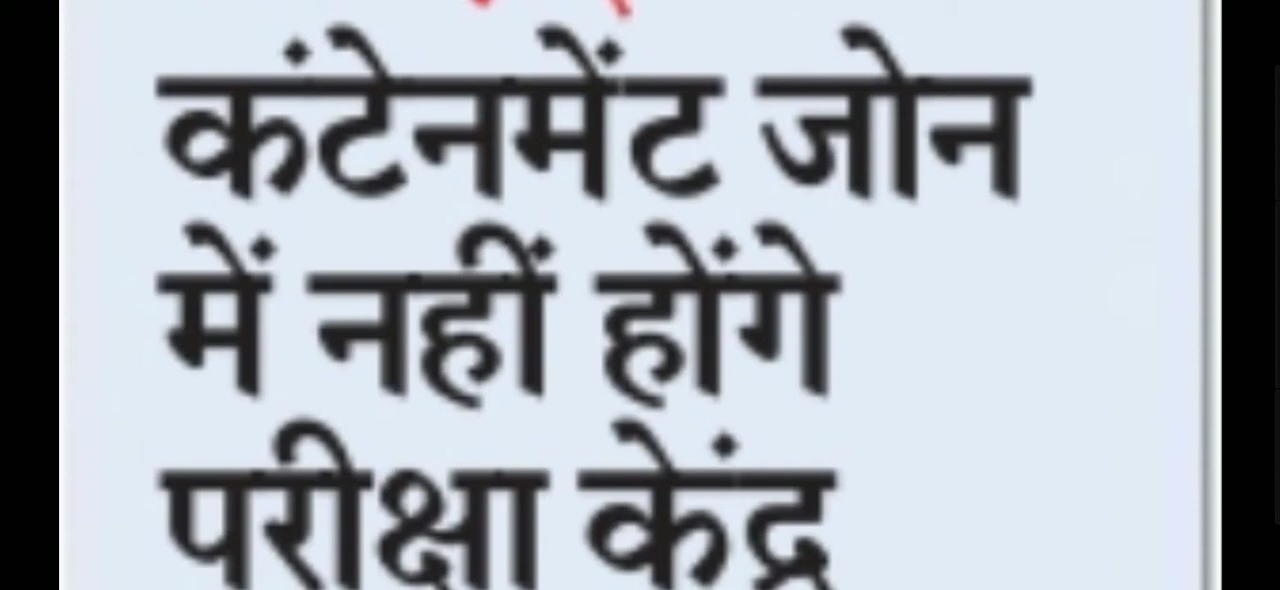 कंटेनमेंट जोन
में नहीं होंगे
परीक्षा केंद्र